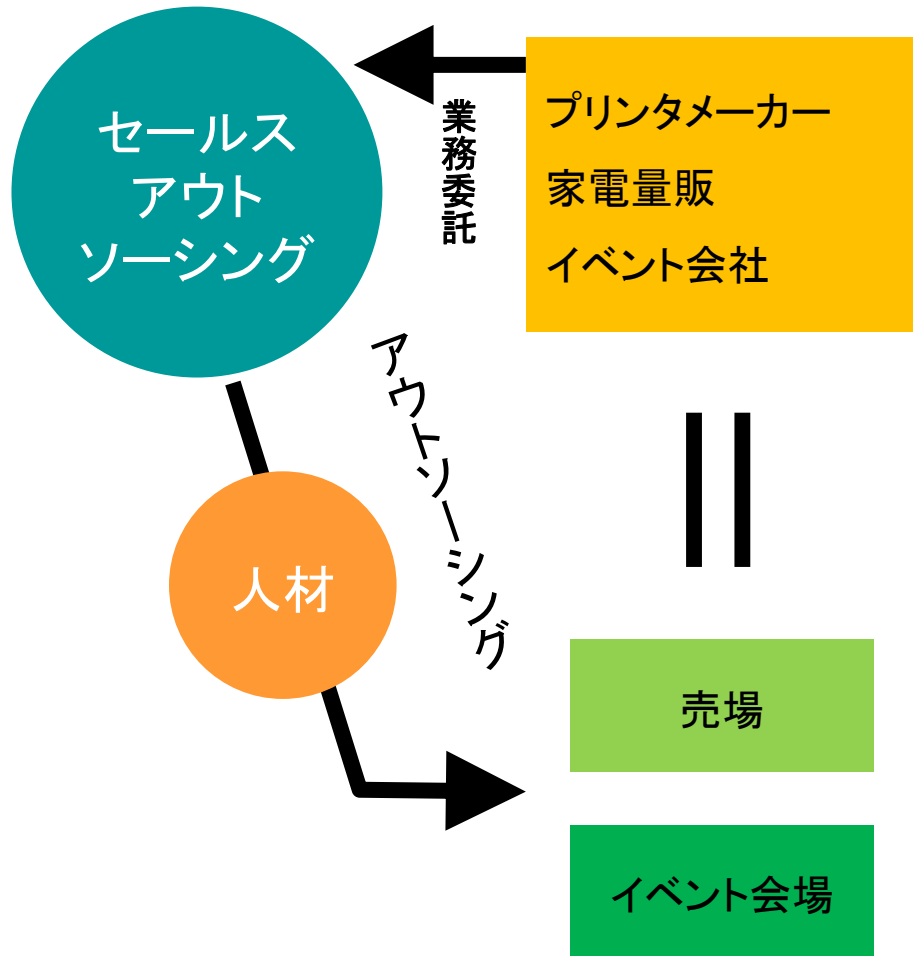 セールス
アウト
ソーシング
業務委託
プリンタメーカー
家電量販
イベント会社
アウトソーシング
人材
売場
イベント会場